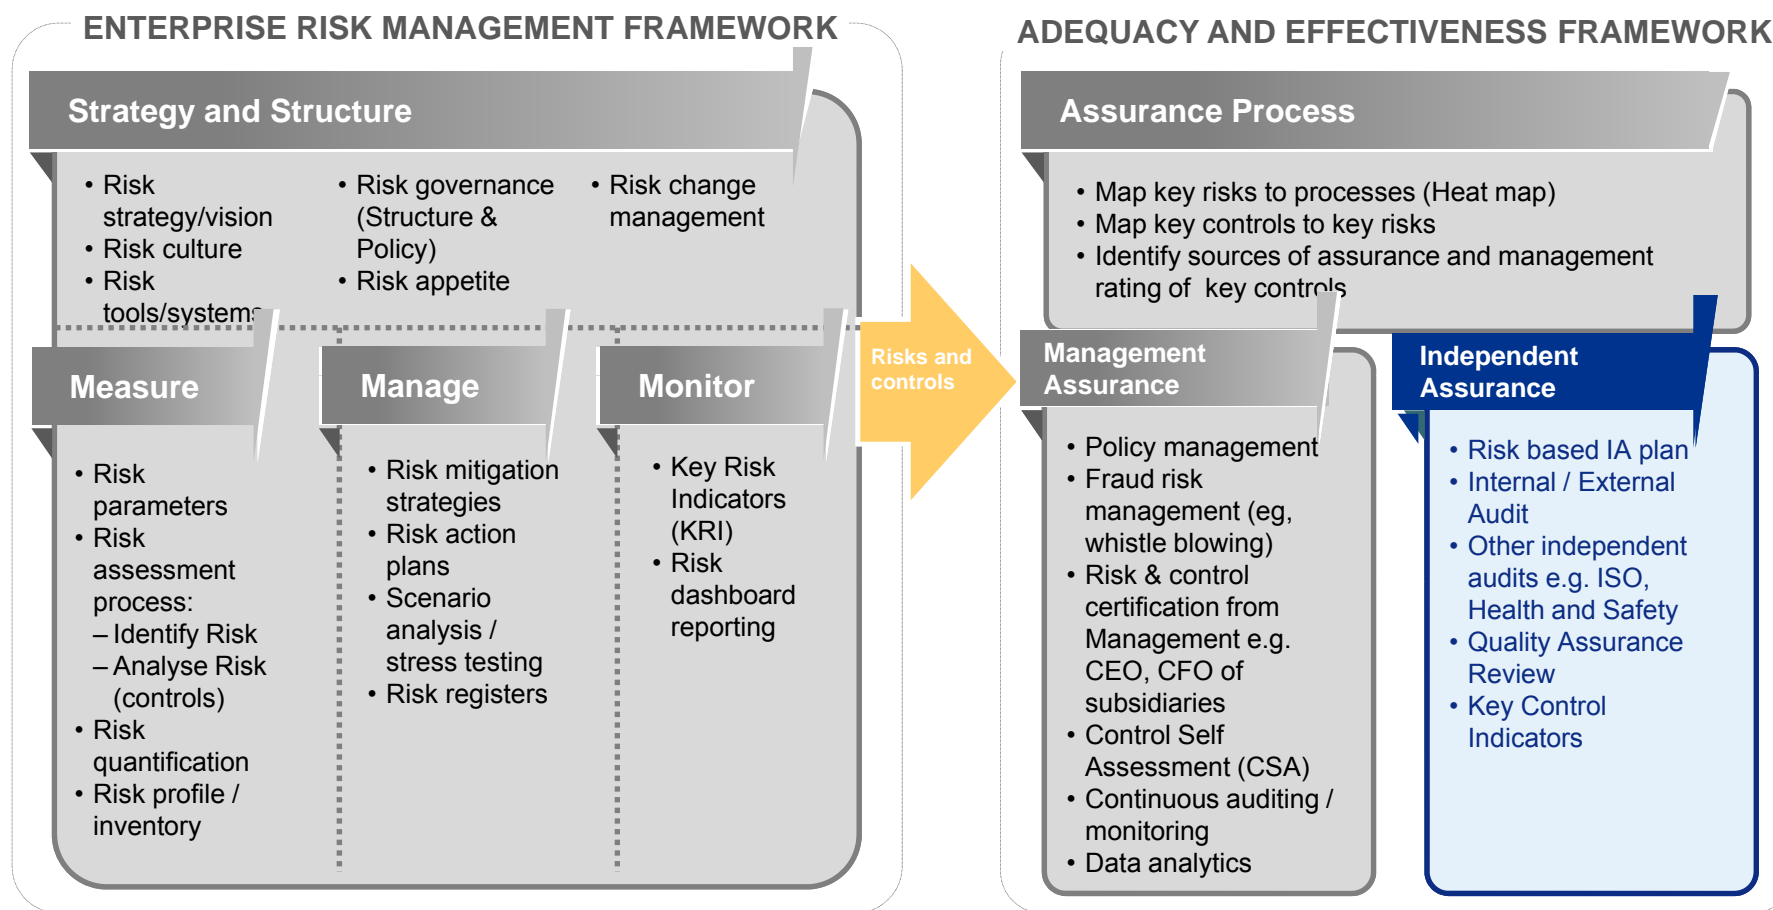 ENTERPRISE RISK MANAGEMENT FRAMEWORK
Strategy and Structure
• Risk
strategy/vision
• Risk culture
• Risk
tools/systems
• Risk governance
(Structure &
Policy)
• Risk appetite
• Risk change
management
Measure
• Risk
parameters
• Risk
assessment
process:
– Identify Risk
– Analyse Risk
(controls)
• Risk
quantification
• Risk profile /
inventory
Manage
• Risk mitigation
strategies
• Risk action
plans
• Scenario
analysis /
stress testing
• Risk registers
Monitor
• Key Risk
Indicators
(KRI)
• Risk
dashboard
reporting
Risks and
controls
ADEQUACY AND EFFECTIVENESS FRAMEWORK
Assurance Process
• Map key risks to processes (Heat map)
• Map key controls to key risks
• Identify sources of assurance and management
rating of key controls
Management
Assurance
• Policy management
• Fraud risk
management (eg,
whistle blowing)
• Risk & control
certification from
Management e.g.
CEO, CFO of
subsidiaries
• Control Self
Assessment (CSA)
• Continuous auditing /
monitoring
• Data analytics
Independent
Assurance
• Risk based IA plan
• Internal / External
Audit
• Other independent
audits e.g. ISO,
Health and Safety
• Quality Assurance
Review
• Key Control
Indicators